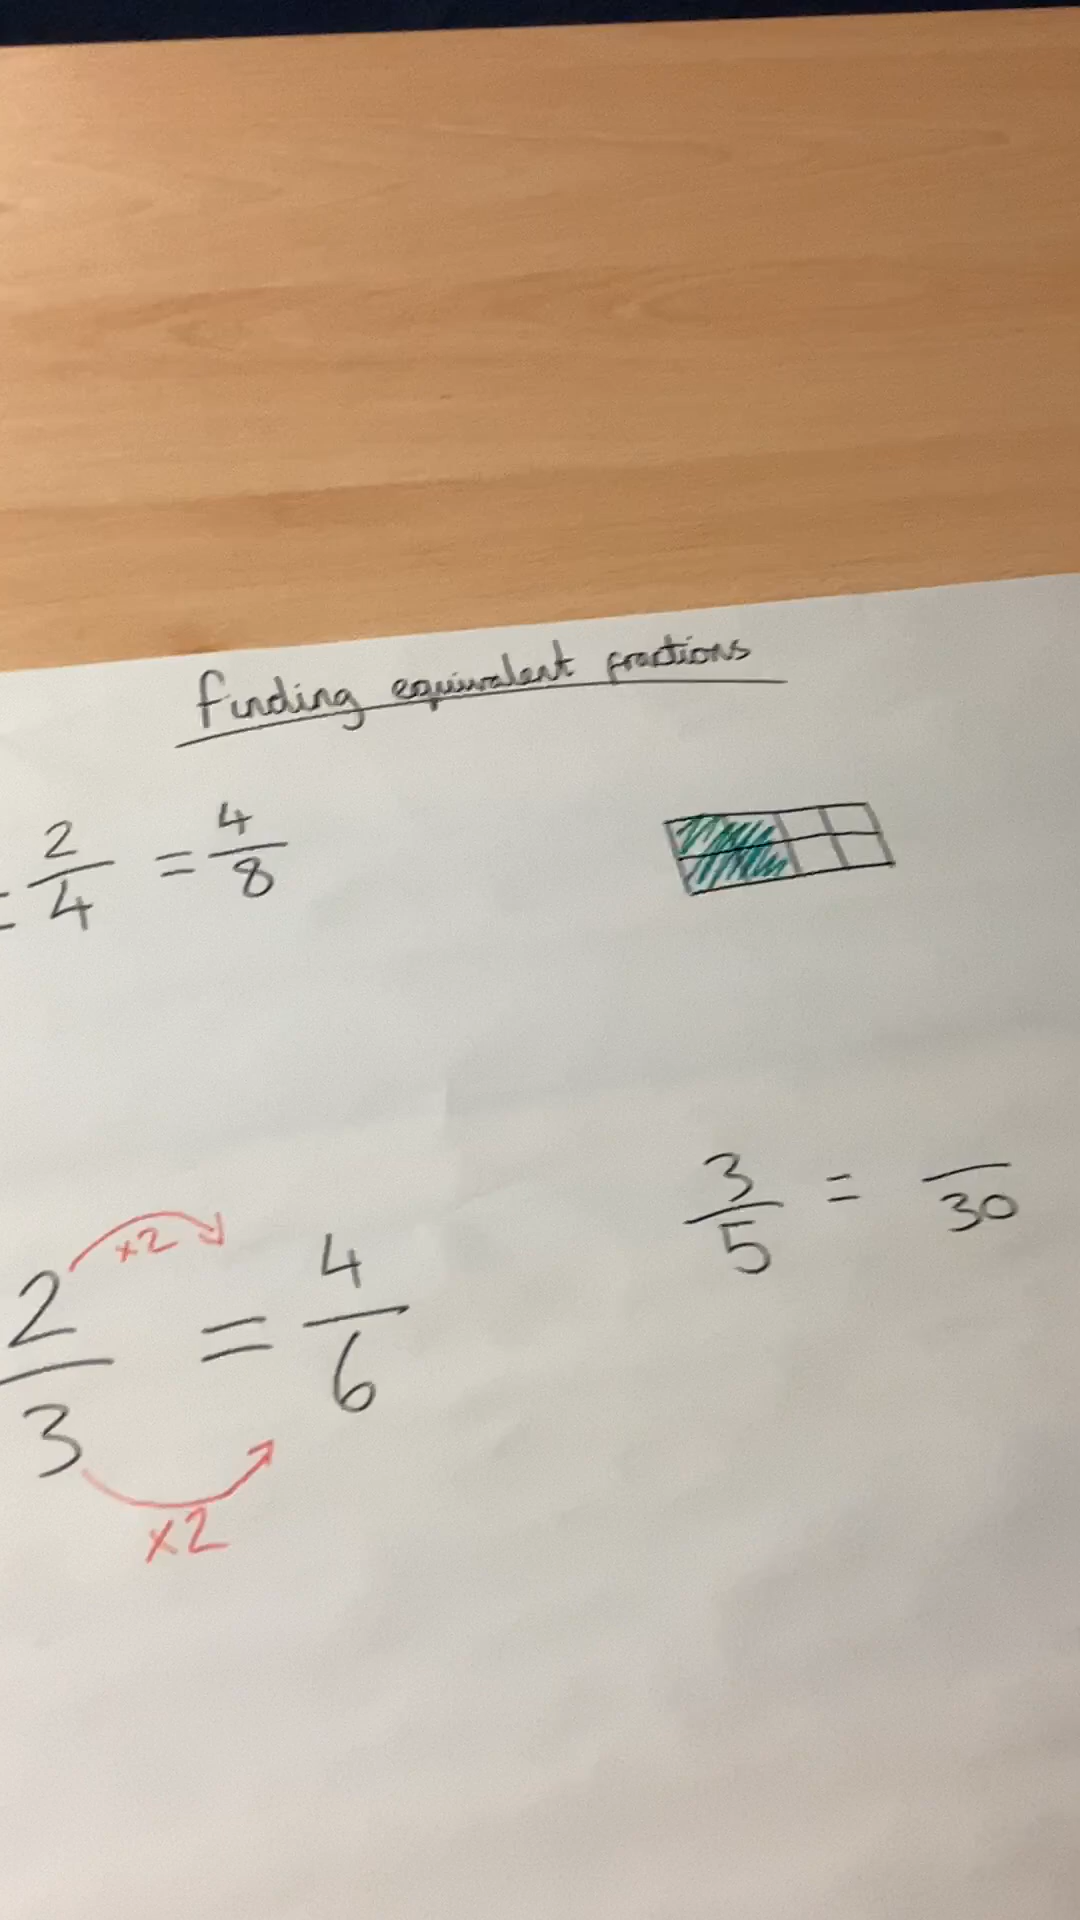 finding equivalent fractions
= 2/4 = 4/8
3/5 = /30
×2
2/3 = 4/6
×2